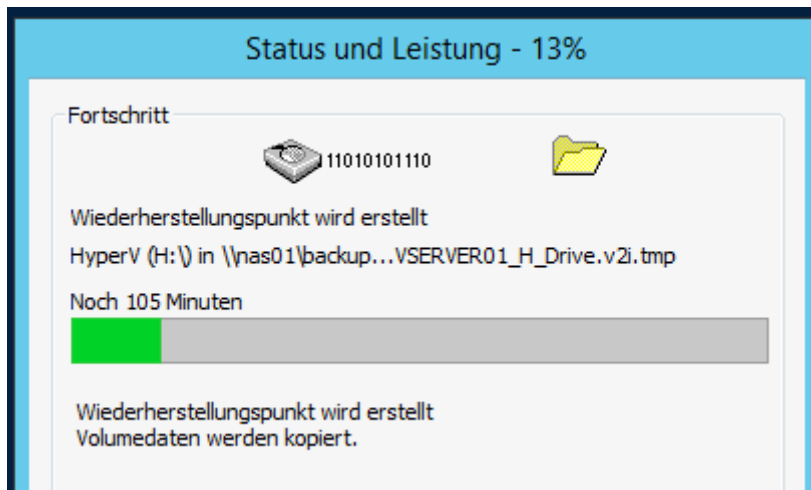 Status und Leistung - 13%
Fortschritt
11010101110
Wiederherstellungspunkt wird erstellt
HyperV (H:\) in \\nas01\backup...VSERVER01_H_Drive.v2i.tmp
Noch 105 Minuten
Wiederherstellungspunkt wird erstellt
Volumedaten werden kopiert.